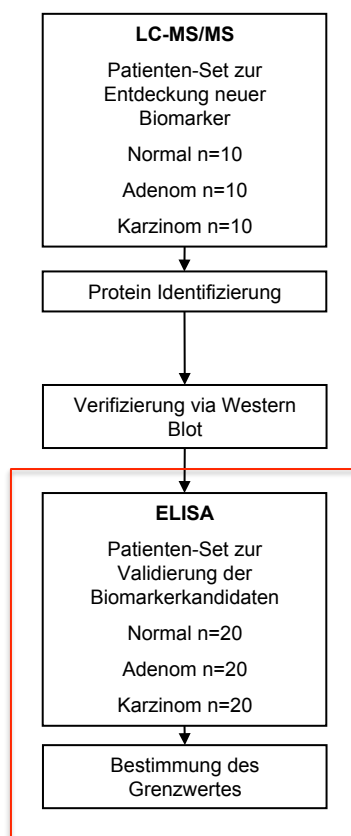 LC-MS/MS
Patienten-Set zur
Entdeckung neuer
Biomarker
Normal n=10
Adenom n=10
Karzinom n=10
Protein Identifizierung
Verifizierung via Western
Blot
ELISA
Patienten-Set zur
Validierung der
Biomarkerkandidaten
Normal n=20
Adenom n=20
Karzinom n=20
Bestimmung des
Grenzwertes